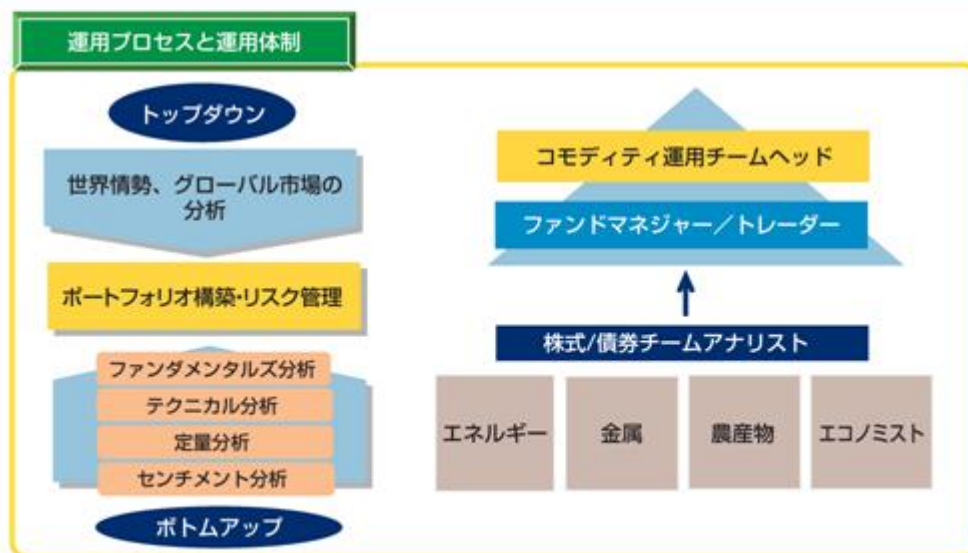 運用プロセスと運用体制
トップダウン
世界情勢、グローバル市場の
分析
ポートフォリオ構築・リスク管理
ファンダメンタルズ分析
テクニカル分析
定量分析
センチメント分析
ボトムアップ
コモディティ運用チームヘッド
ファンドマネジャー／トレーダー
株式/債券チームアナリスト
エネルギー
金属
農産物
エコノミスト